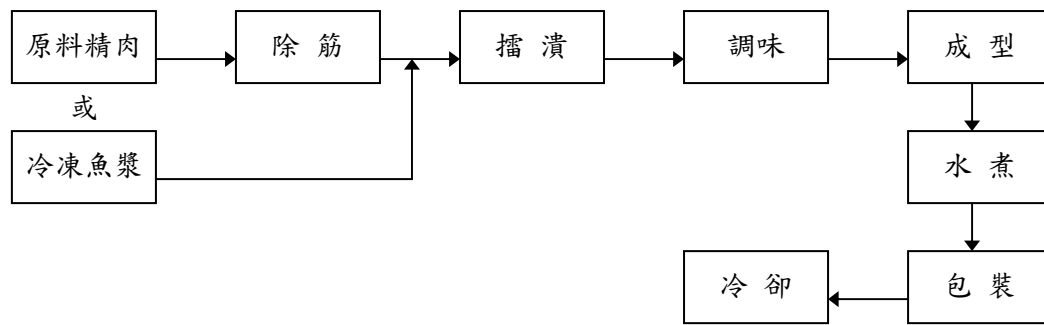 原料精肉
除 筋
擂 潰
調味
成 型
或
冷凍魚漿
水 煮
冷 卻
包 裝